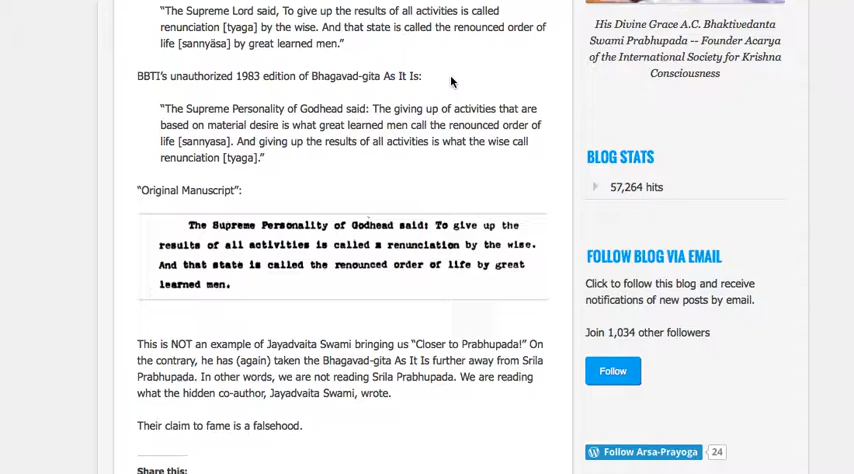 “The Supreme Lord said, To give up the results of all activities is called
renunciation [tyaga] by the wise. And that state is called the renounced order of
life [sannyäsa] by great learned men.”
BBTI’s unauthorized 1983 edition of Bhagavad-gita As It Is:
“The Supreme Personality of Godhead said: The giving up of activities that are
based on material desire is what great learned men call the renounced order of
life [sannyasa]. And giving up the results of all activities is what the wise call
renunciation [tyaga].”
“Original Manuscript”:
The Supreme Personality of Godhead said: To give up the
results of all activities is called a renunciation by the wise.
And that state is called the renounced order of life by great
learned men.
This is NOT an example of Jayadvaita Swami bringing us “Closer to Prabhupada!” On
the contrary, he has (again) taken the Bhagavad-gita As It Is further away from Srila
Prabhupada. In other words, we are not reading Srila Prabhupada. We are reading
what the hidden co-author, Jayadvaita Swami, wrote.
Their claim to fame is a falsehood.
Share this:
His Divine Grace A.C. Bhaktivedanta
Swami Prabhupada -- Founder Acarya
of the International Society for Krishna
Consciousness
BLOG STATS
57,264 hits
FOLLOW BLOG VIA EMAIL
Click to follow this blog and receive
notifications of new posts by email.
Join 1,034 other followers
Follow
Follow Arsa-Prayoga 24